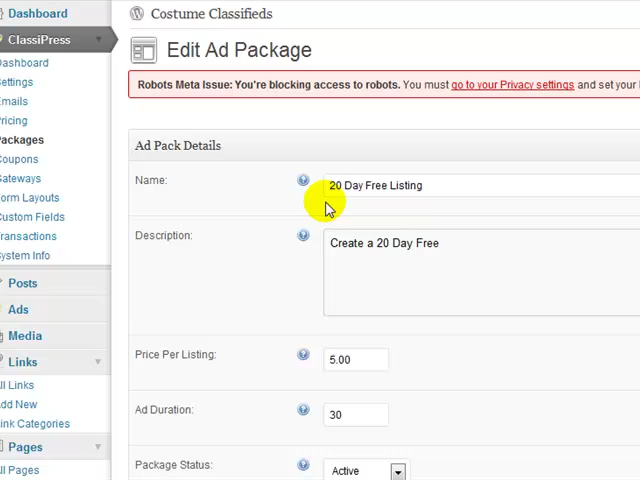 Dashboard
Costume Classifieds
ClassiPress
Edit Ad Package
Dashboard
Robots Meta Issue: You're blocking access to robots. You must go to your Privacy settings and set your
Settings
Emails
Pricing
Packages
Ad Pack Details
Coupons
Gateways
Name:
20 Day Free Listing
Form Layouts
Custom Fields
Transactions
Description:
Create a 20 Day Free
System Info
Posts
Ads
Media
Price Per Listing:
5.00
Links
All Links
Add New
Ad Duration:
30
Link Categories
Pages
Package Status:
Active
All Pages